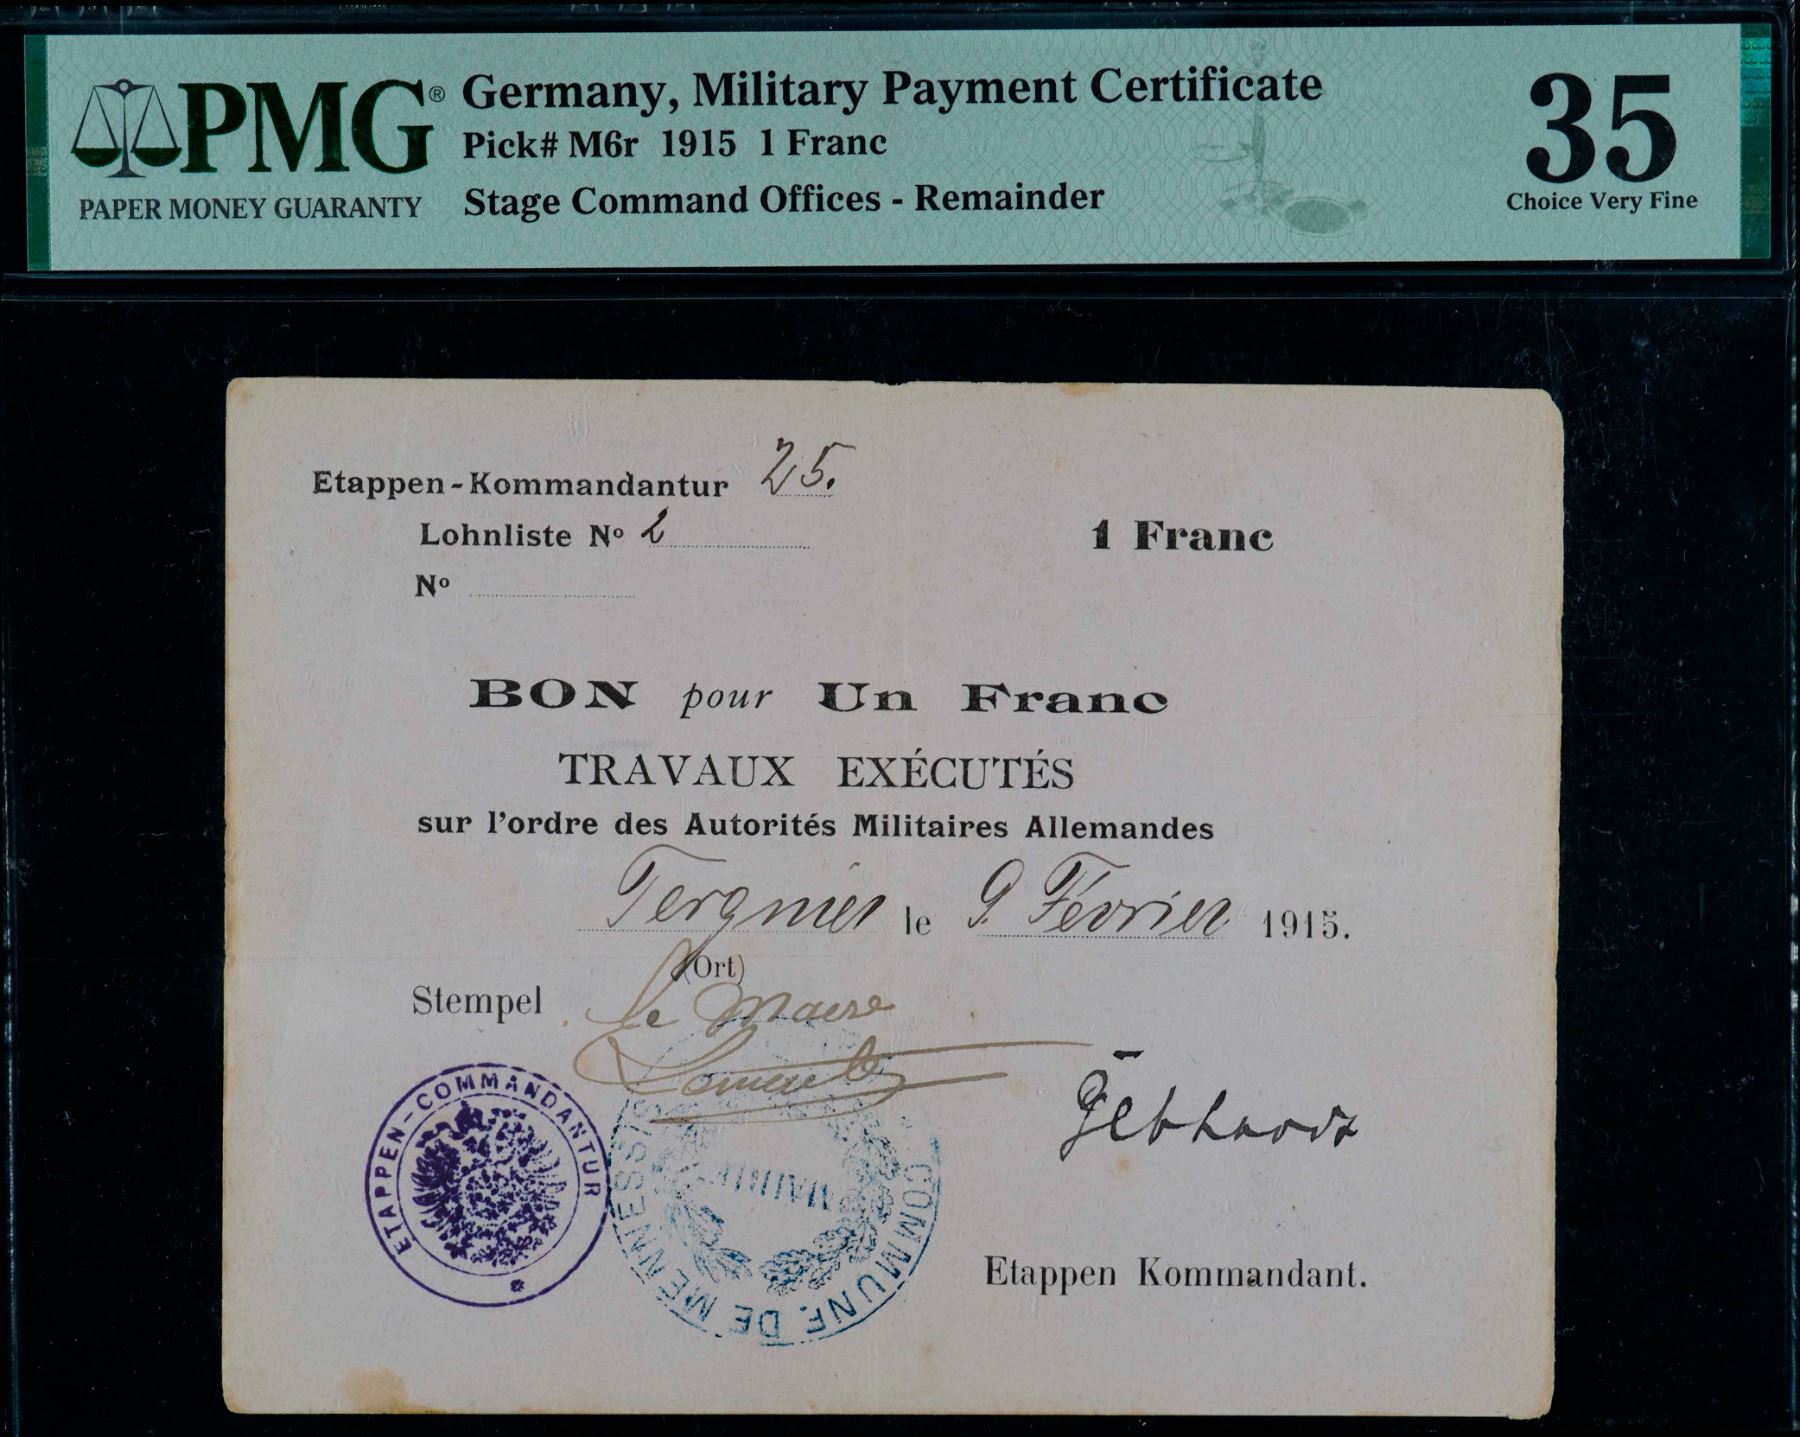 PMG®
PAPER MONEY GUARANTY
Germany, Military Payment Certificate
Pick# M6r 1915 1 Franc
Stage Command Offices - Remainder
35
Choice Very Fine
Etappen-Kommandantur 25.
Lohnliste Nº 2
1 Franc
Nº
BON pour Un Franc
TRAVAUX EXÉCUTÉS
sur l'ordre des Autorités Militaires Allemandes
Tergnier le 9 Février 1915.
(Ort)
Stempel
le Maire
Gebhardt
ETAPPEN-COMMANDANTUR
COMMUNE DE MENNESSIS
MAIRIE
Etappen Kommandant.